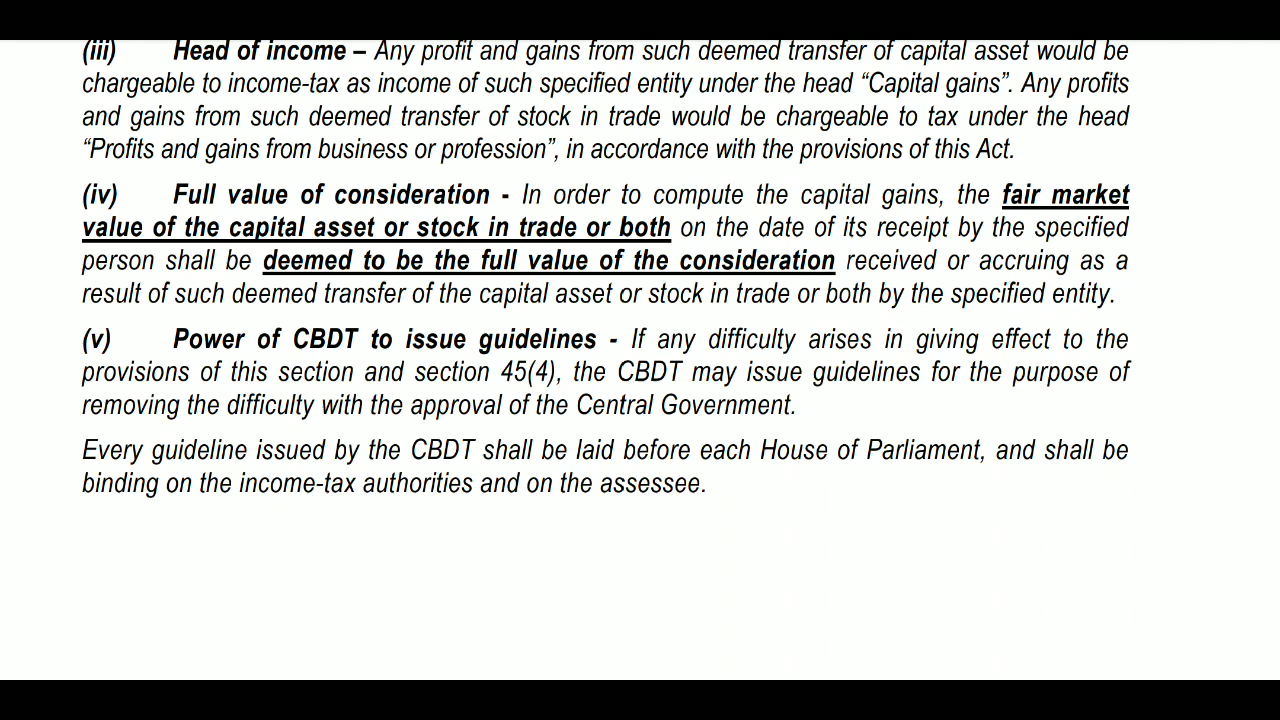 (iii) Head of income – Any profit and gains from such deemed transfer of capital asset would be
chargeable to income-tax as income of such specified entity under the head “Capital gains”. Any profits
and gains from such deemed transfer of stock in trade would be chargeable to tax under the head
“Profits and gains from business or profession”, in accordance with the provisions of this Act.
(iv) Full value of consideration - In order to compute the capital gains, the fair market
value of the capital asset or stock in trade or both on the date of its receipt by the specified
person shall be deemed to be the full value of the consideration received or accruing as a
result of such deemed transfer of the capital asset or stock in trade or both by the specified entity.
(v) Power of CBDT to issue guidelines - If any difficulty arises in giving effect to the
provisions of this section and section 45(4), the CBDT may issue guidelines for the purpose of
removing the difficulty with the approval of the Central Government.
Every guideline issued by the CBDT shall be laid before each House of Parliament, and shall be
binding on the income-tax authorities and on the assessee.